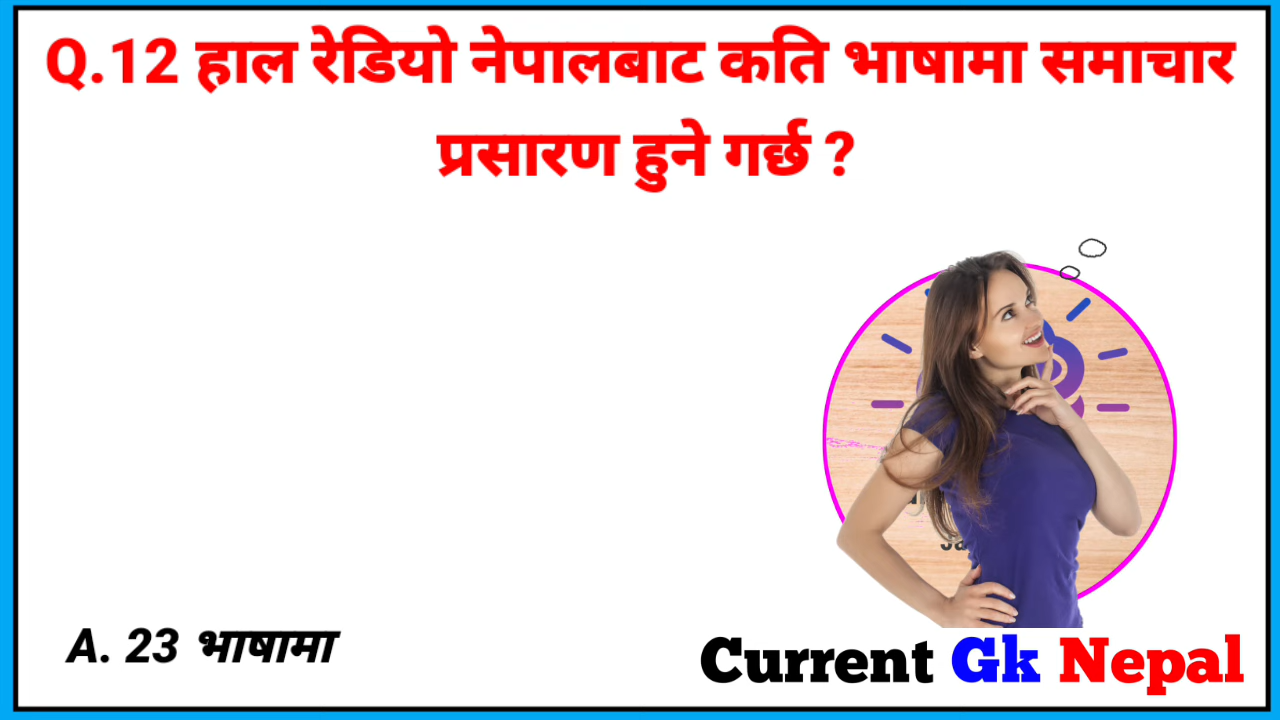 Q.12 हाल रेडियो नेपालबाट कति भाषामा समाचार
प्रसारण हुने गर्छ ?
A. 23 भाषामा
Current Gk Nepal